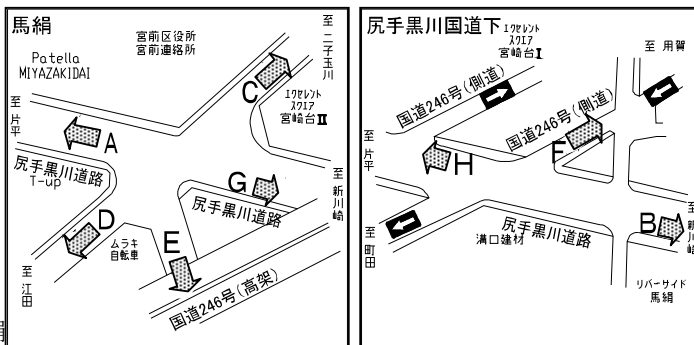 馬絹
Patella
MIYAZAKIDAI
宮前区役所
宮前連絡所
至 二子玉川
C
エクセレント
スクエア
宮崎台Ⅱ
至 片平
A
尻手黒川道路
T-up
G
尻手黒川道路
至 新川崎
D
ムラキ
自転車
E
至 江田
国道246号(高架)
尻手黒川国道下
エクセレント
スクエア
宮崎台Ⅰ
至 用賀
国道246号(側道)
国道246号(側道)
至 片平
H
F
至 町田
尻手黒川道路
溝口建材
B
至 新川崎
リバーサイド
馬絹